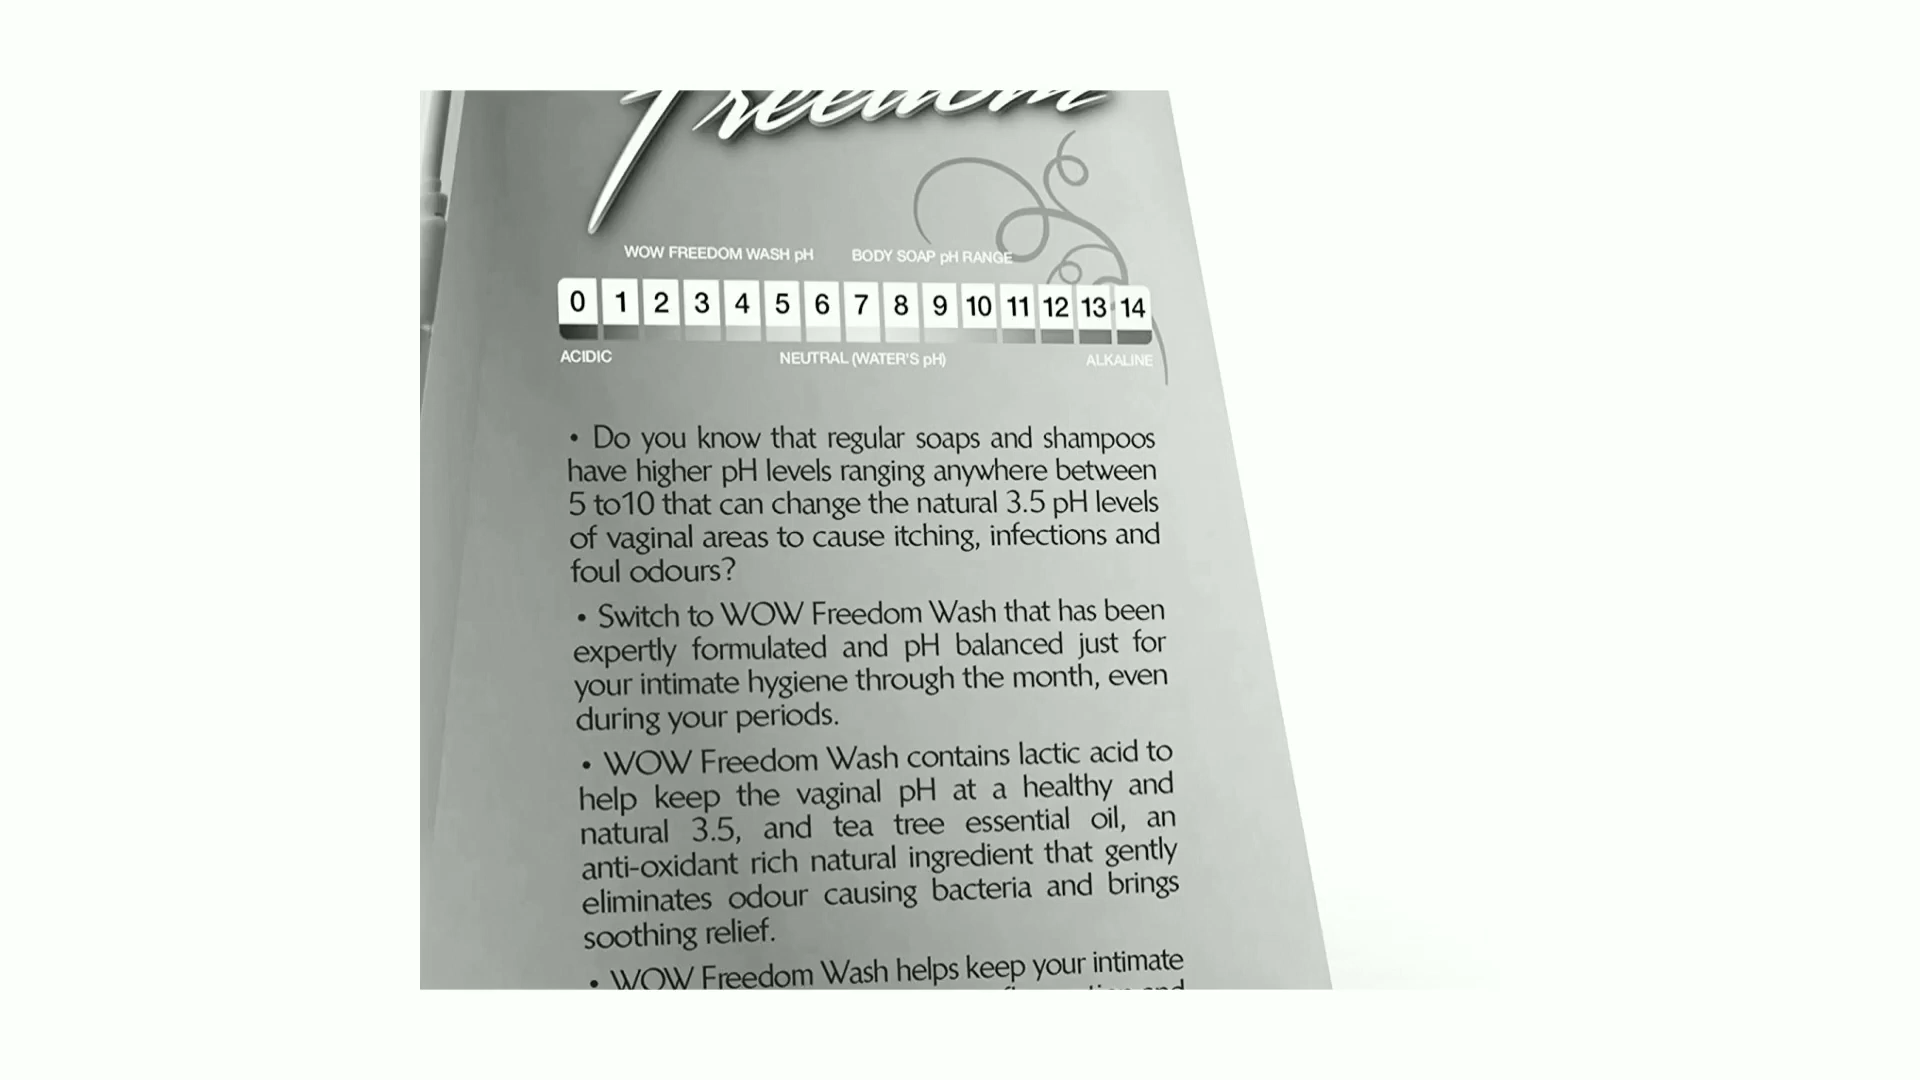 Freedom
WOW FREEDOM WASH pH BODY SOAP pH RANGE
0 1 2 3 4 5 6 7 8 9 10 11 12 13 14
ACIDIC NEUTRAL (WATER'S pH) ALKALINE
• Do you know that regular soaps and shampoos
have higher pH levels ranging anywhere between
5 to10 that can change the natural 3.5 pH levels
of vaginal areas to cause itching, infections and
foul odours?
• Switch to WOW Freedom Wash that has been
expertly formulated and pH balanced just for
your intimate hygiene through the month, even
during your periods.
• WOW Freedom Wash contains lactic acid to
help keep the vaginal pH at a healthy and
natural 3.5, and tea tree essential oil, an
anti-oxidant rich natural ingredient that gently
eliminates odour causing bacteria and brings
soothing relief.
• WOW Freedom Wash helps keep your intimate